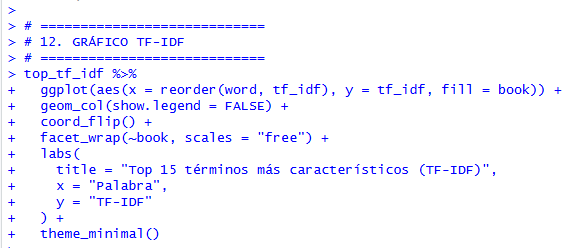 >
> # ============================
> # 12. GRÁFICO TF-IDF
> # ============================
> top_tf_idf %>%
+   ggplot(aes(x = reorder(word, tf_idf), y = tf_idf, fill = book)) +
+   geom_col(show.legend = FALSE) +
+   coord_flip() +
+   facet_wrap(~book, scales = "free") +
+   labs(
+     title = "Top 15 términos más característicos (TF-IDF)",
+     x = "Palabra",
+     y = "TF-IDF"
+   ) +
+   theme_minimal()